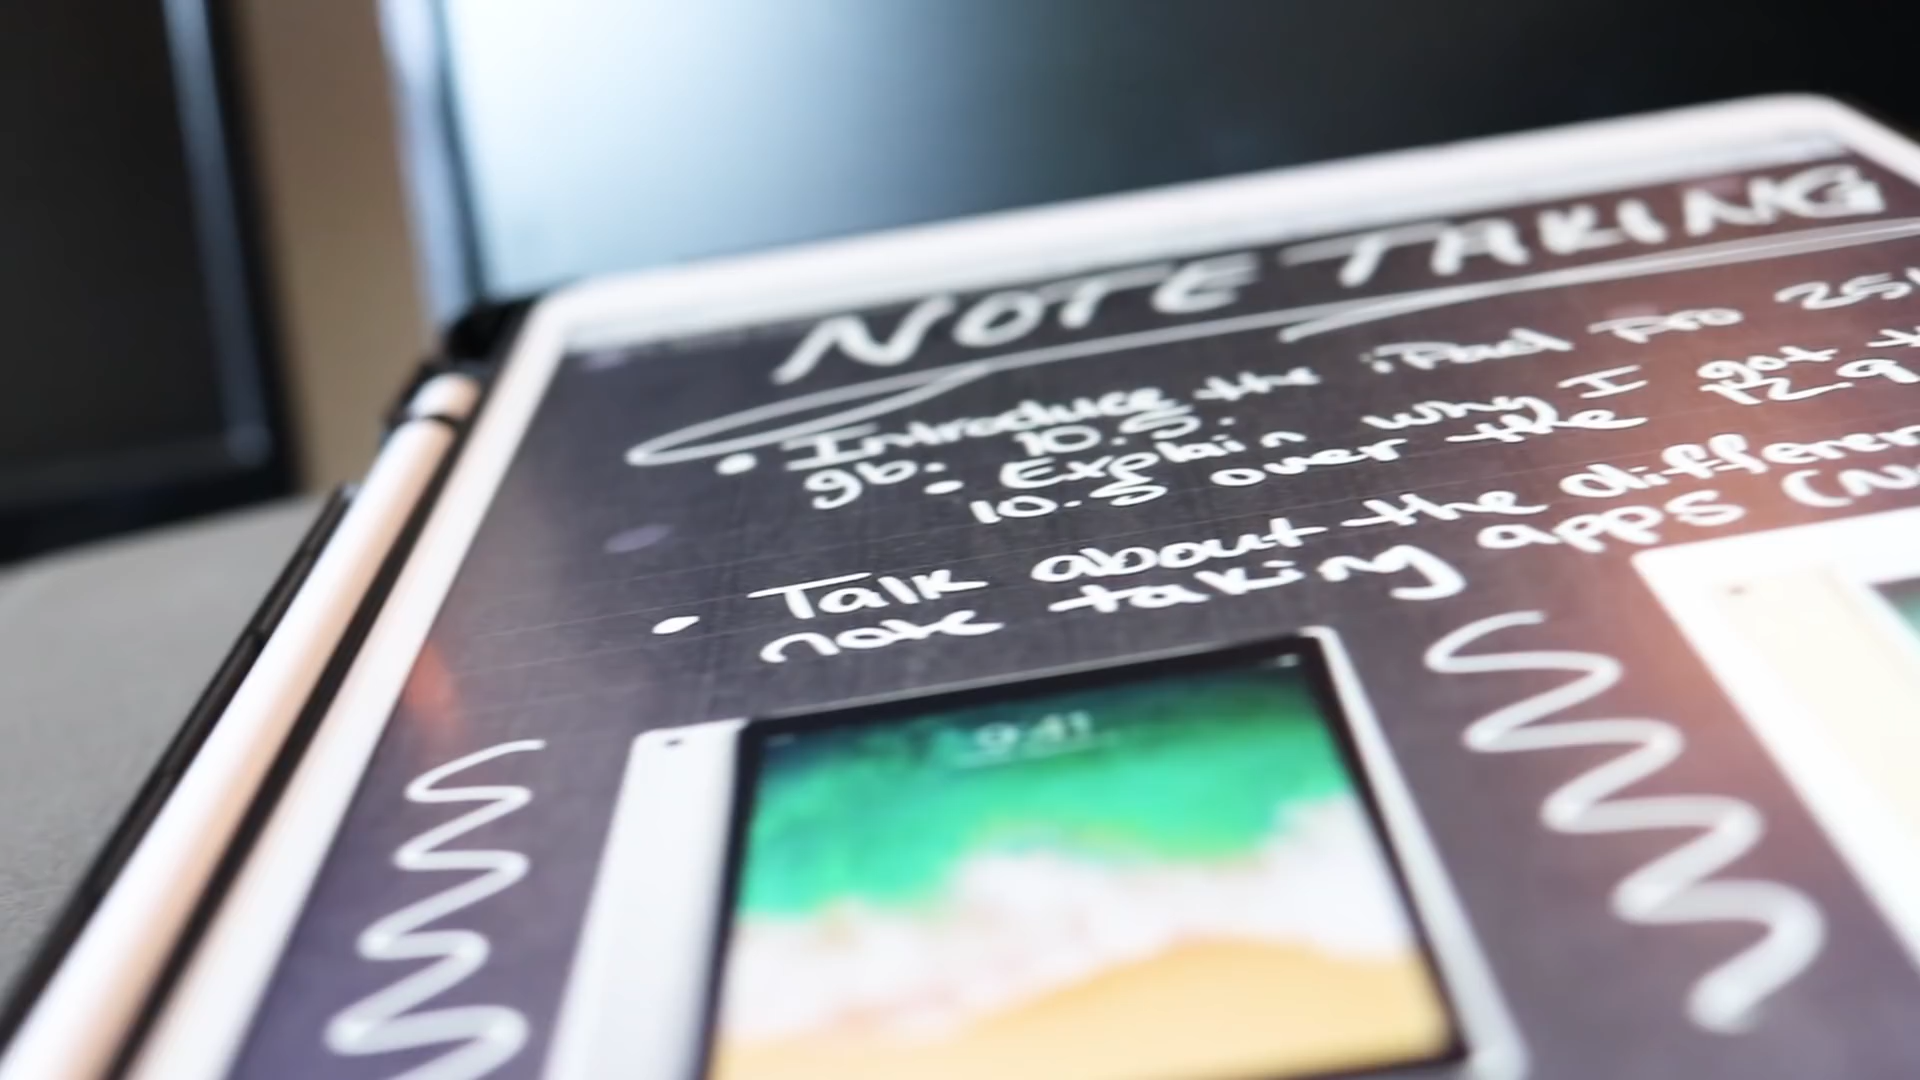 NOTE TAKING
• Introduce the iPad Pro 25
gb. 10.5.
• Explain why I got
10.5 over the 12.9
• Talk about the differen
note taking apps (
9:41